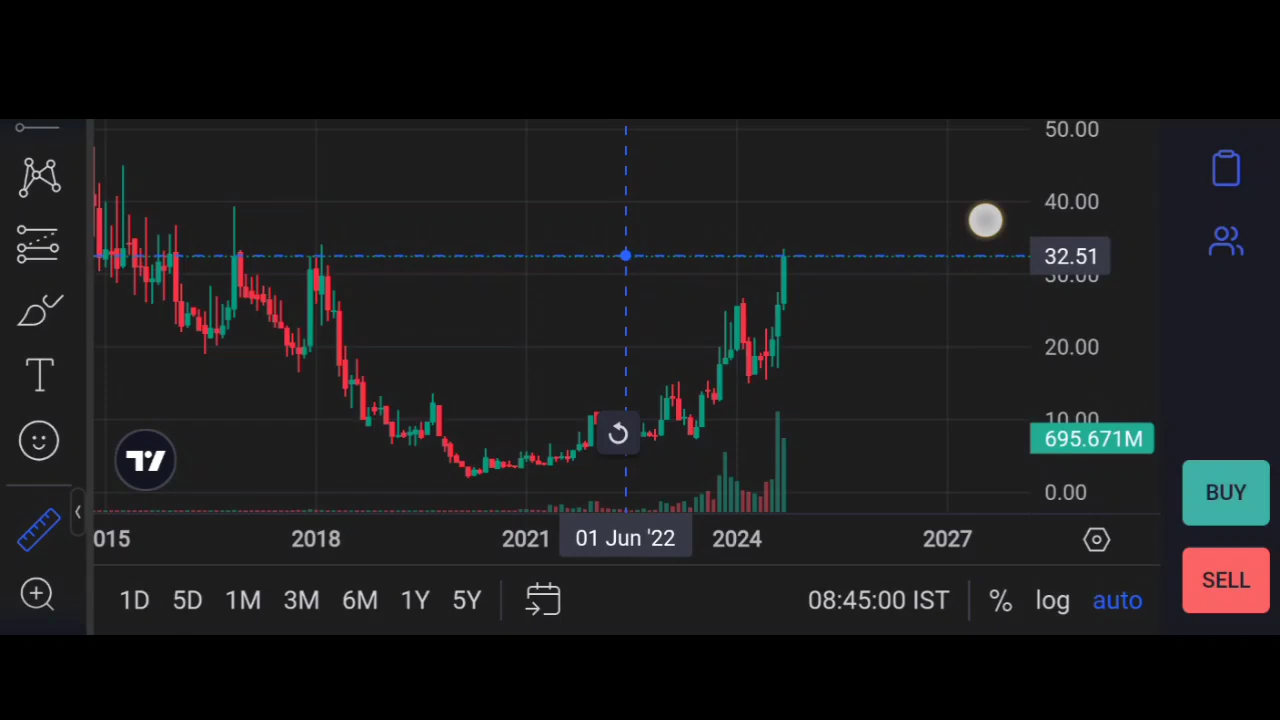 50.00
40.00
32.51
30.00
20.00
10.00
695.671M
0.00
BUY
SELL
015 2018 2021 01 Jun '22 2024 2027
1D 5D 1M 3M 6M 1Y 5Y 08:45:00 IST % log auto